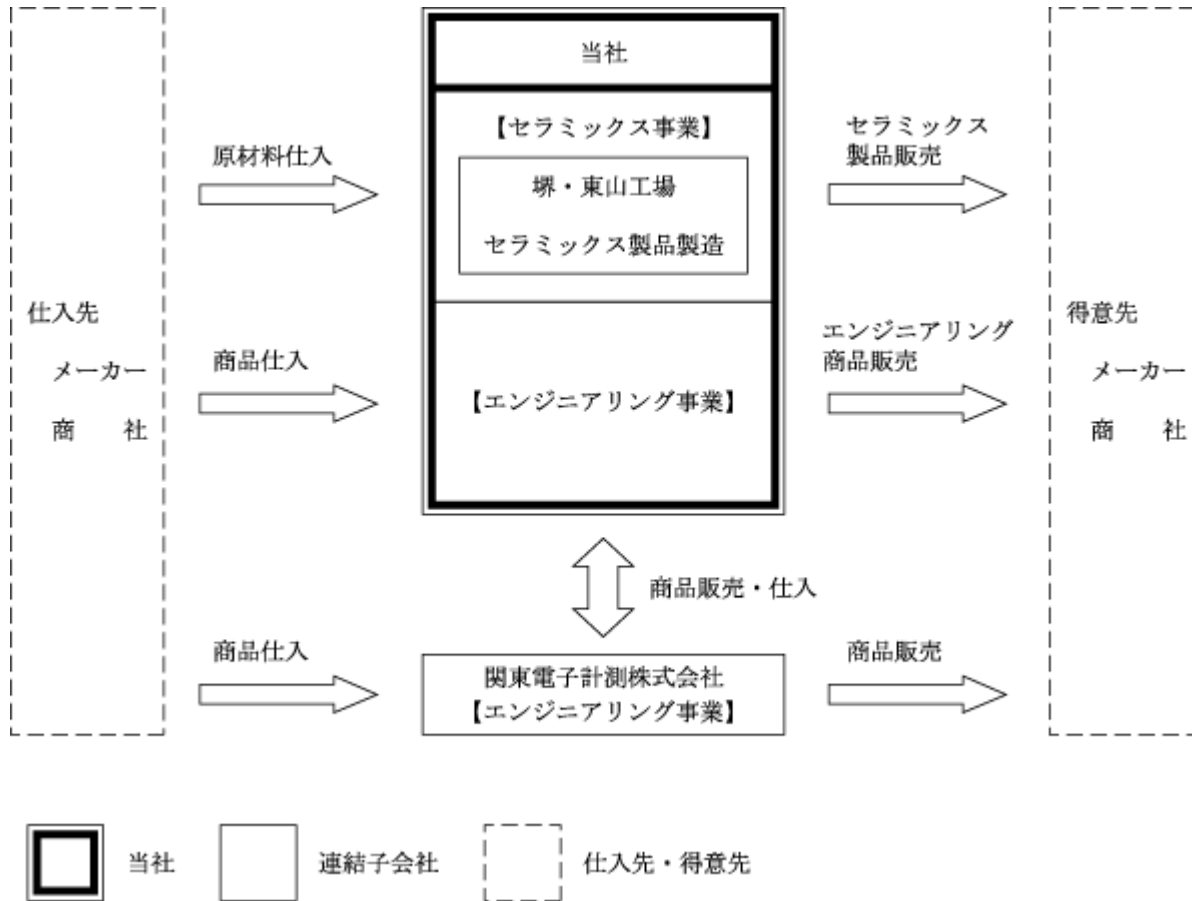 当社
【セラミックス事業】
堺・東山工場
セラミックス製品製造
【エンジニアリング事業】
仕入先
メーカー
商　　社
原材料仕入
商品仕入
商品仕入
セラミックス
製品販売
エンジニアリング
商品販売
商品販売
得意先
メーカー
商　　社
商品販売・仕入
関東電子計測株式会社
【エンジニアリング事業】
当社
連結子会社
仕入先・得意先